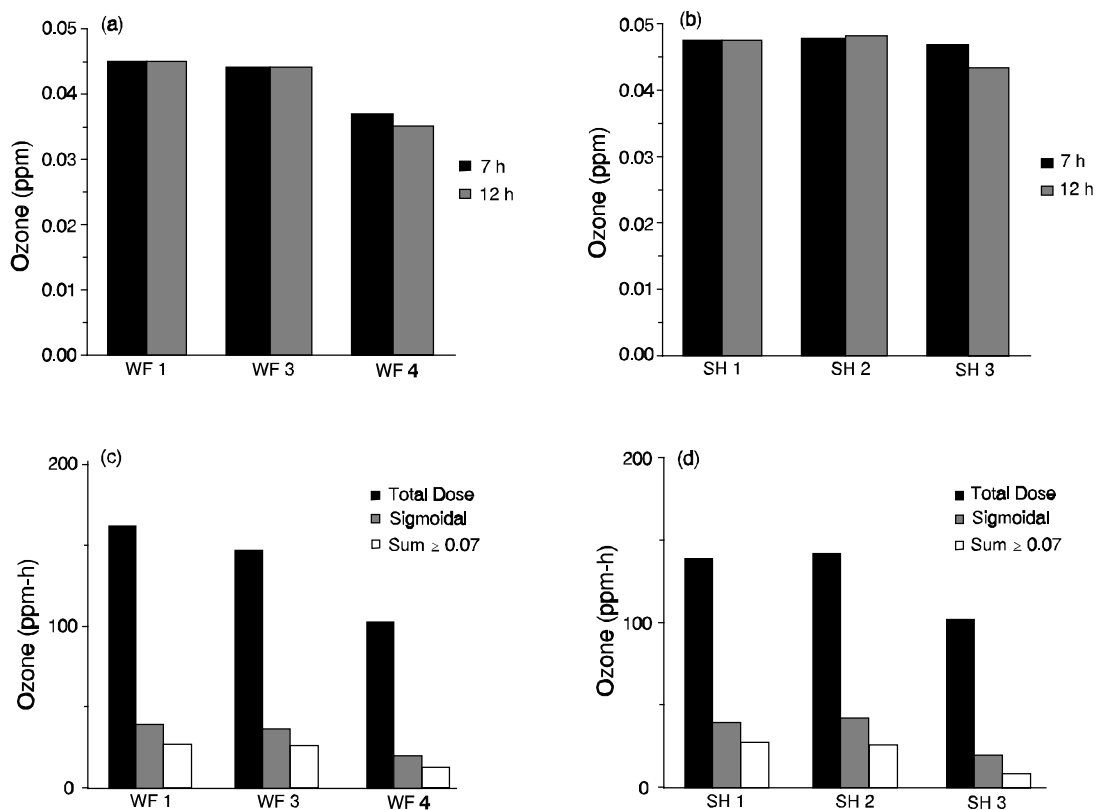 (a)
0.05
0.04
0.03
0.02
0.01
0.00
Ozone (ppm)
7 h
12 h
WF 1
WF 3
WF 4
(b)
0.05
0.04
0.03
0.02
0.01
0.00
Ozone (ppm)
7 h
12 h
SH 1
SH 2
SH 3
(c)
200
100
0
Ozone (ppm-h)
Total Dose
Sigmoidal
Sum ≥ 0.07
WF 1
WF 3
WF 4
(d)
200
100
0
Ozone (ppm-h)
Total Dose
Sigmoidal
Sum ≥ 0.07
SH 1
SH 2
SH 3